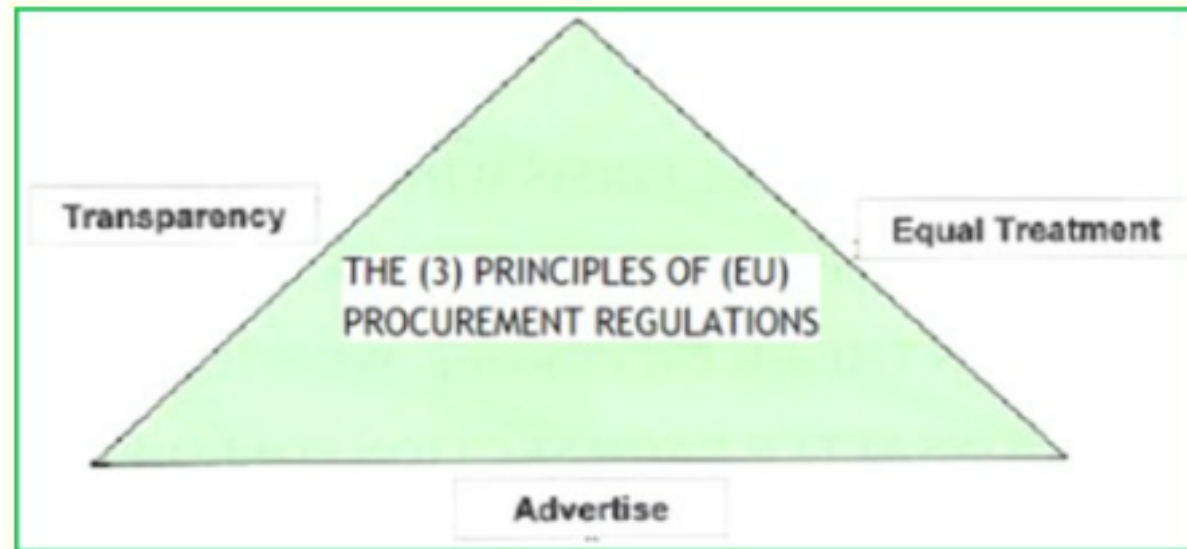 Transparency
Equal Treatment
THE (3) PRINCIPLES OF (EU)
PROCUREMENT REGULATIONS
Advertise